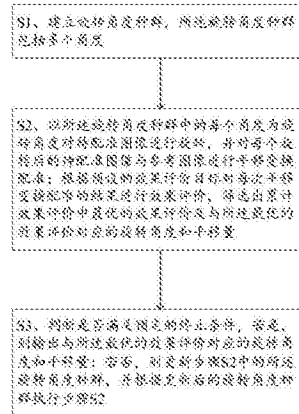 S1、建立旋转角度种群，所述旋转角度种群
包括多个角度
S2、以所述旋转角度种群中的每个角度为旋
转角度对待配准图像进行旋转，并对每个旋
转后的待配准图像与参考图像进行平移变换
配准；根据预设的效果评价目标对每次平移
变换配准的结果进行效果评价，筛选出累计
效果评价中最优的效果评价及与所述最优的
效果评价对应的旋转角度和平移量
S3、判断是否满足预定的终止条件，若是，
则输出与所述最优的效果评价对应的旋转角
度和平移量；若否，则更新步骤S2中的所述
旋转角度种群，并根据更新后的旋转角度种
群执行步骤S2